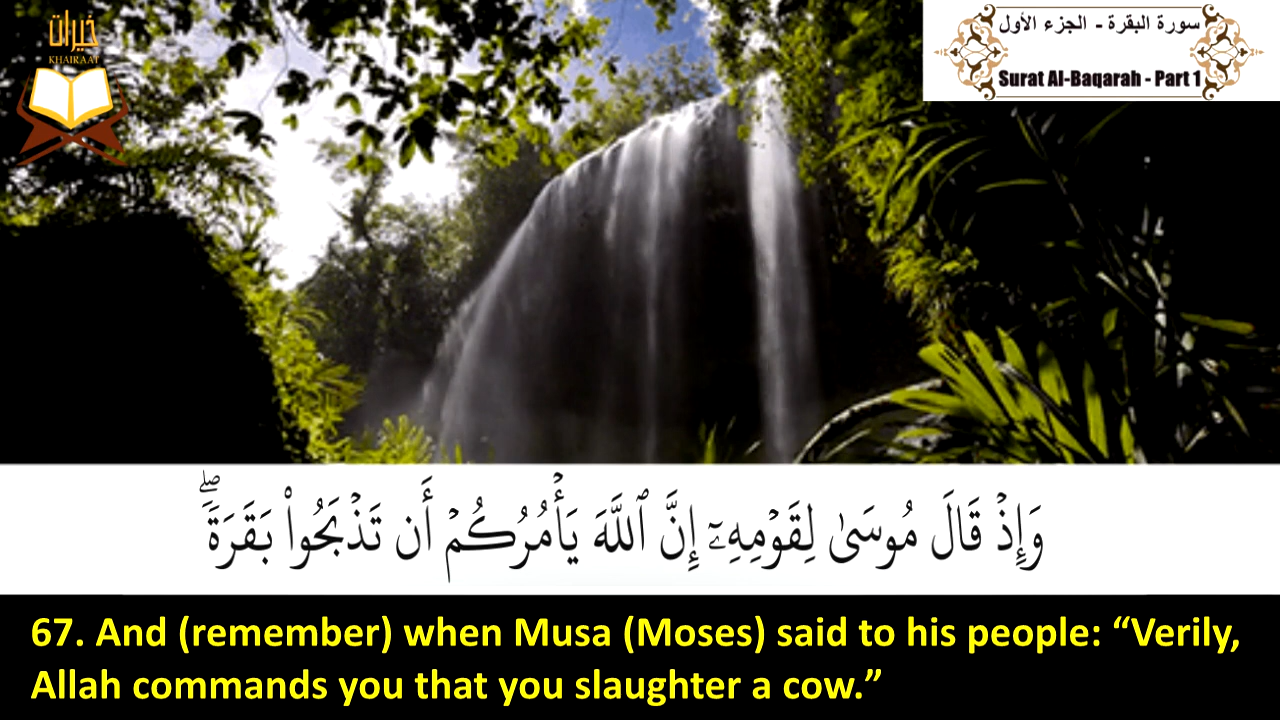 خيرات
KHAIRAAT
سورة البقرة - الجزء الأول
Surat Al-Baqarah - Part 1
وَإِذْ قَالَ مُوسَىٰ لِقَوْمِهِۦٓ إِنَّ ٱللَّهَ يَأْمُرُكُمْ أَن تَذْبَحُوا۟ بَقَرَةًۖ
67. And (remember) when Musa (Moses) said to his people: “Verily,
Allah commands you that you slaughter a cow.”